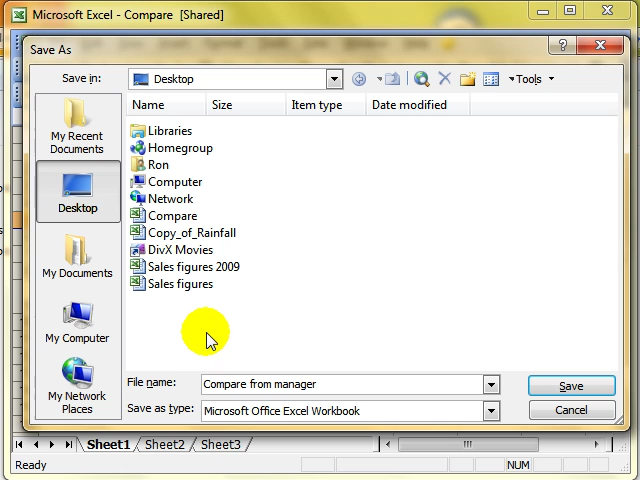 Microsoft Excel - Compare [Shared]
Save As
Save in:
Desktop
Tools
Name
Size
Item type
Date modified
My Recent
Documents
Desktop
My Documents
My Computer
My Network
Places
Libraries
Homegroup
Ron
Computer
Network
Compare
Copy_of_Rainfall
DivX Movies
Sales figures 2009
Sales figures
File name:
Compare from manager
Save
Save as type:
Microsoft Office Excel Workbook
Cancel
Sheet1
Sheet2
Sheet3
Ready
NUM